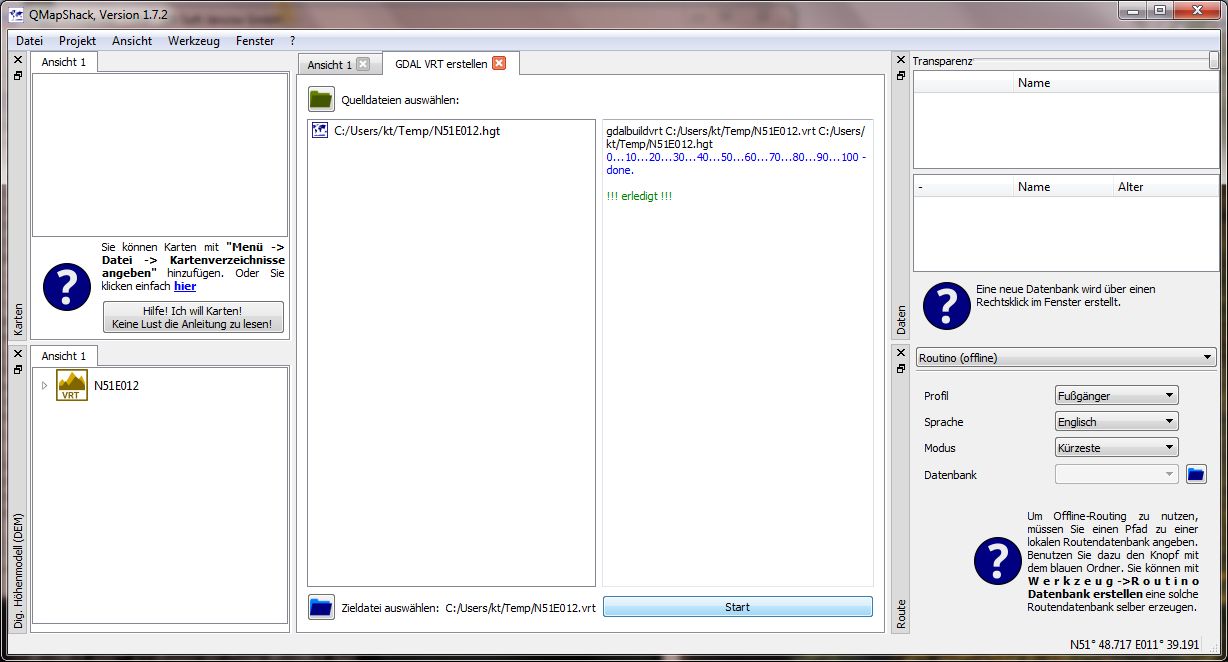 QMapShack, Version 1.7.2
Datei Projekt Ansicht Werkzeug Fenster ?
Ansicht 1
Sie können Karten mit "Menü ->
Datei -> Kartenverzeichnisse
angeben" hinzufügen. Oder Sie
klicken einfach hier
Hilfe! Ich will Karten!
Keine Lust die Anleitung zu lesen!
Karten
Ansicht 1
N51E012
VRT
Dig. Höhenmodell (DEM)
Ansicht 1
GDAL VRT erstellen
Quelldateien auswählen:
C:/Users/kt/Temp/N51E012.hgt
gdalbuildvrt C:/Users/kt/Temp/N51E012.vrt C:/Users/
kt/Temp/N51E012.hgt
0...10...20...30...40...50...60...70...80...90...100 -
done.
!!! erledigt !!!
Zieldatei auswählen: C:/Users/kt/Temp/N51E012.vrt
Start
Transparenz
Name
- Name Alter
Eine neue Datenbank wird über einen
Rechtsklick im Fenster erstellt.
Daten
Routino (offline)
Profil Fußgänger
Sprache Englisch
Modus Kürzeste
Datenbank
Um Offline-Routing zu nutzen,
müssen Sie einen Pfad zu einer
lokalen Routendatenbank angeben.
Benutzen Sie dazu den Knopf mit
dem blauen Ordner. Sie können mit
Werkzeug->Routino
Datenbank erstellen eine solche
Routendatenbank selber erzeugen.
Route
N51° 48.717 E011° 39.191